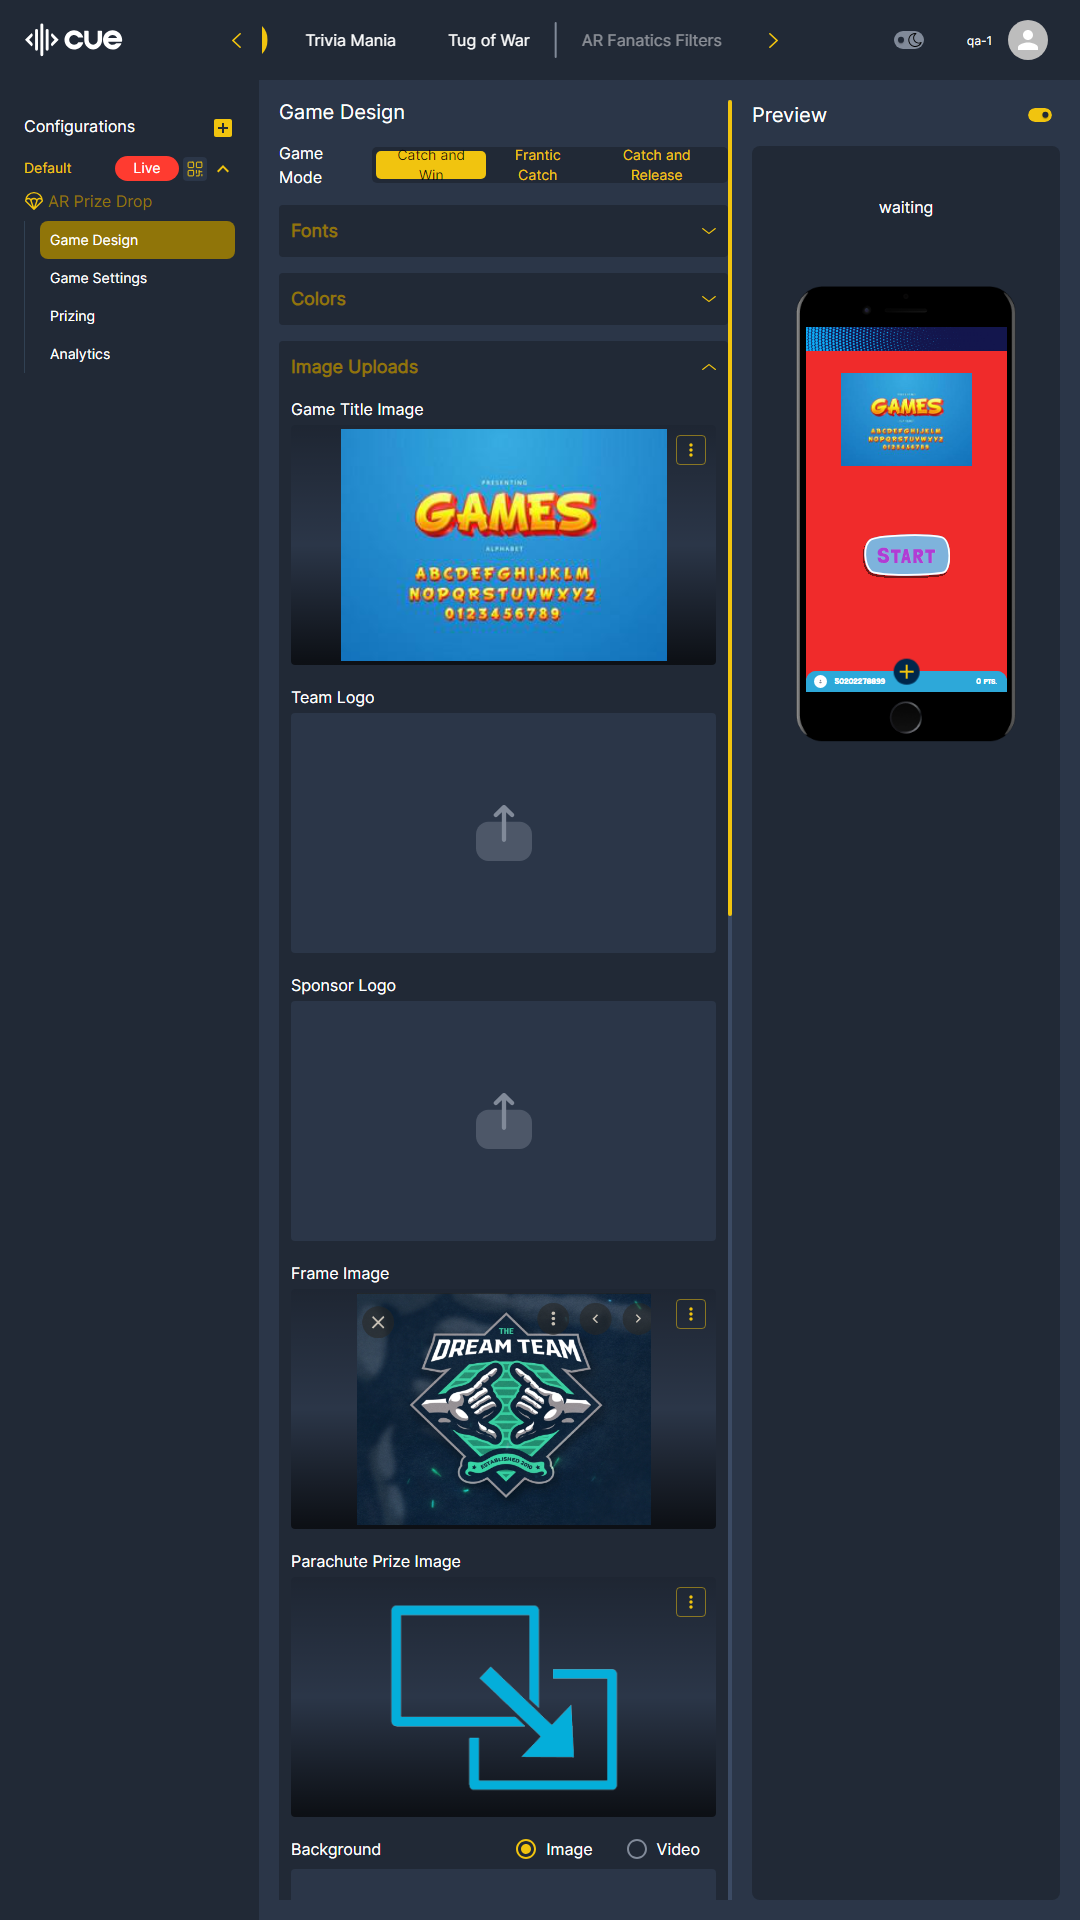 cue
Trivia Mania
Tug of War
AR Fanatics Filters
qa-1
Configurations
Default
Live
AR Prize Drop
Game Design
Game Settings
Prizing
Analytics
Game Design
Game
Mode
Catch and
Win
Frantic
Catch
Catch and
Release
Fonts
Colors
Image Uploads
Game Title Image
PRESENTING
GAMES
ALPHABET
ABCDEFGHIJKLM
NOPQRSTUVWXYZ
0123456789
Team Logo
Sponsor Logo
Frame Image
THE
DREAM TEAM
ESTABLISHED 2010
Parachute Prize Image
Background
Image
Video
Preview
waiting
GAMES
ABCDEFGHIJKLM
NOPQRSTUVWXYZ
0123456789
START
50202276899
0 PTS.